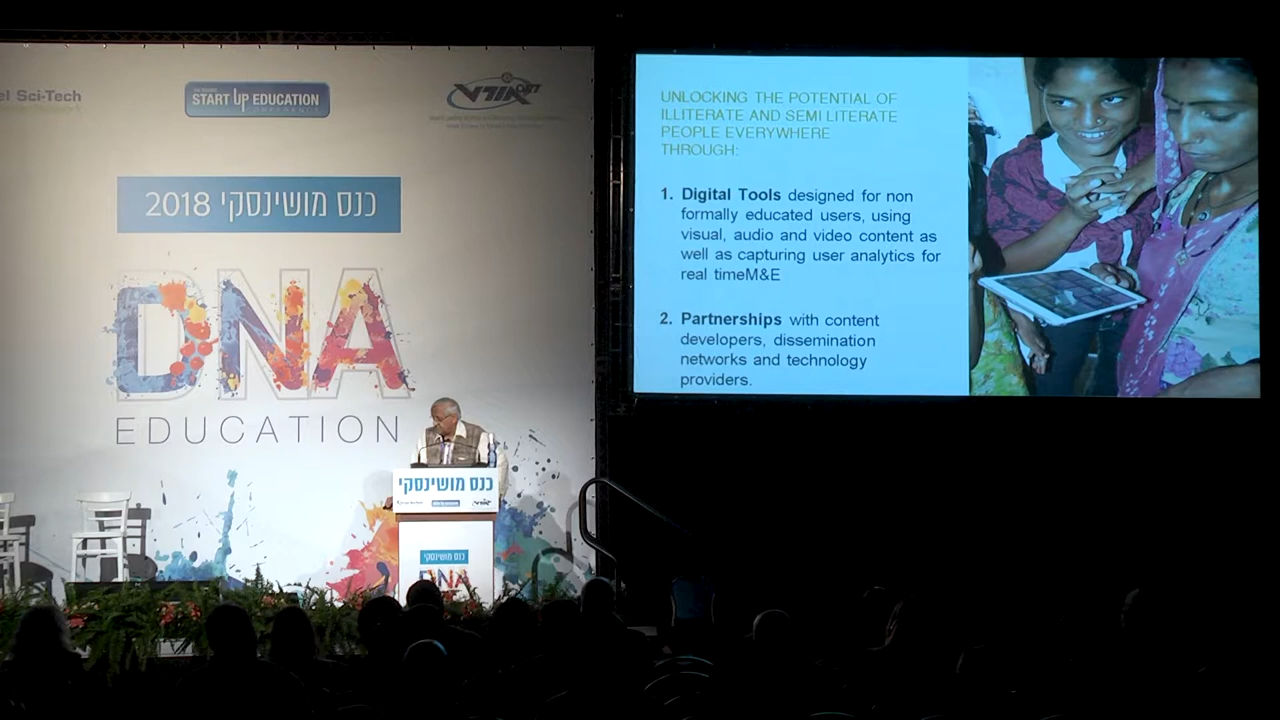 el Sci-Tech
START UP EDUCATION
CONFERENCE
אורט
כנס מושינסקי 2018
DNA
EDUCATION
כנס מושינסקי
כנס מושינסקי
DNA
UNLOCKING THE POTENTIAL OF
ILLITERATE AND SEMI LITERATE
PEOPLE EVERYWHERE
THROUGH:
1. Digital Tools designed for non
formally educated users, using
visual, audio and video content as
well as capturing user analytics for
real timeM&E
2. Partnerships with content
developers, dissemination
networks and technology
providers.